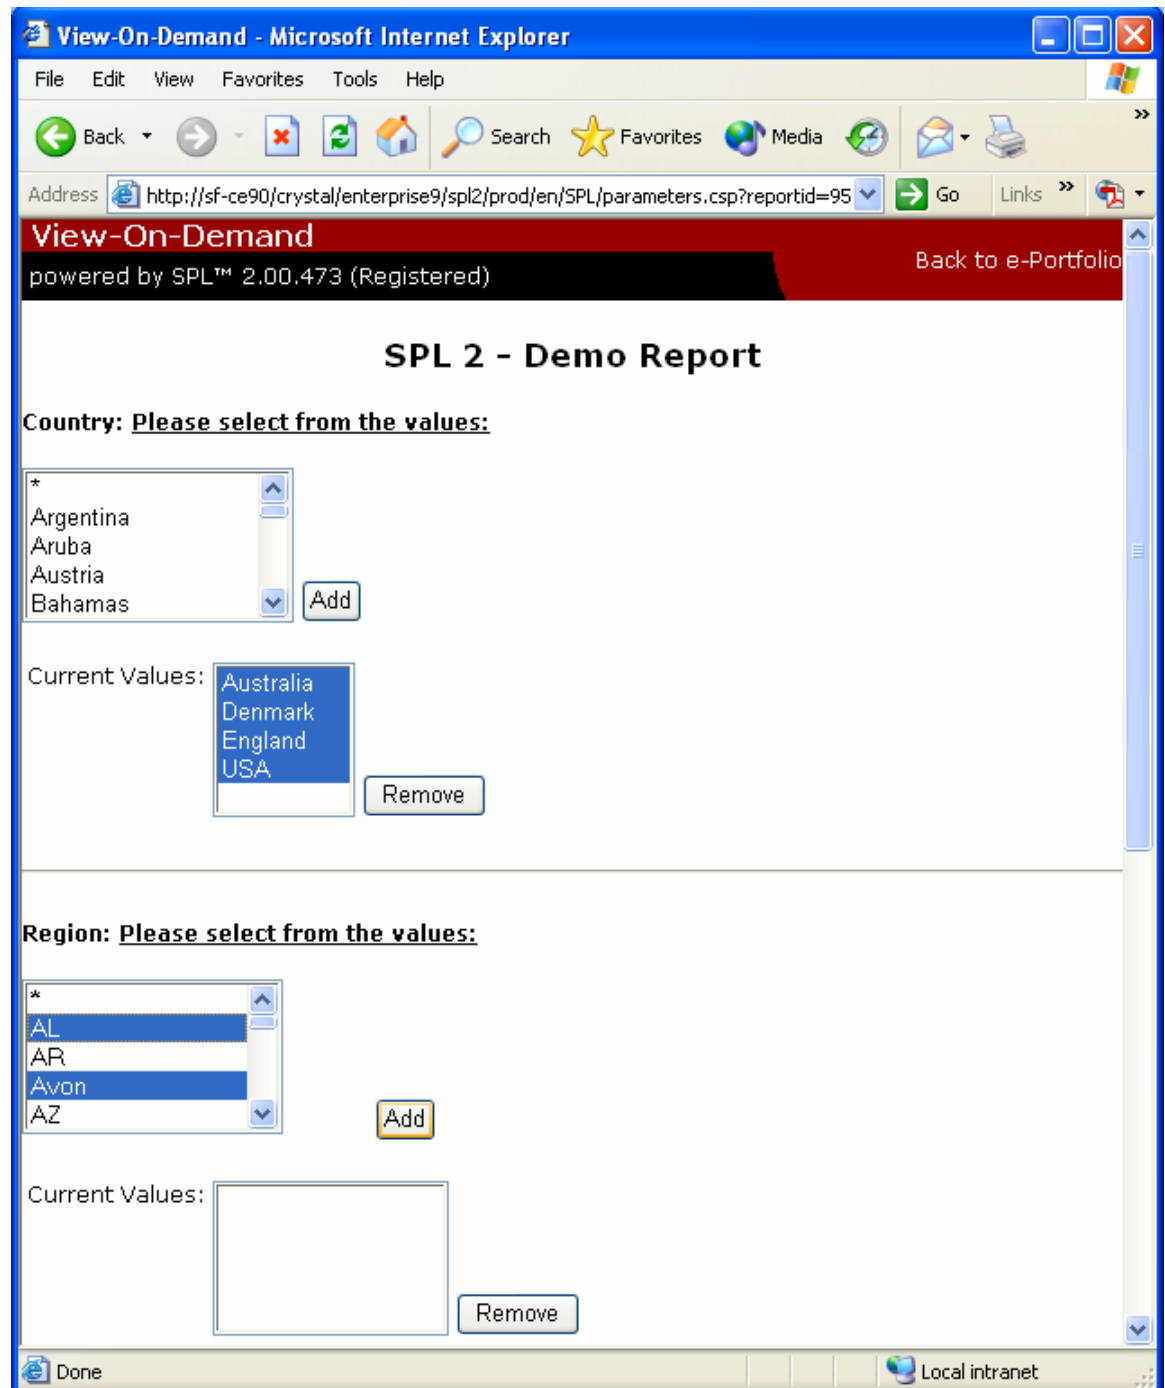 View-On-Demand - Microsoft Internet Explorer
File Edit View Favorites Tools Help
Back Search Favorites Media »
Address http://sf-ce90/crystal/enterprise9/spl2/prod/en/SPL/parameters.csp?reportid=95 Go Links »
View-On-Demand
Back to e-Portfolio
powered by SPL™ 2.00.473 (Registered)
SPL 2 - Demo Report
Country: Please select from the values:
*
Argentina
Aruba
Austria
Bahamas
Add
Current Values:
Australia
Denmark
England
USA
Remove
Region: Please select from the values:
*
AL
AR
Avon
AZ
Add
Current Values:
Remove
Done Local intranet